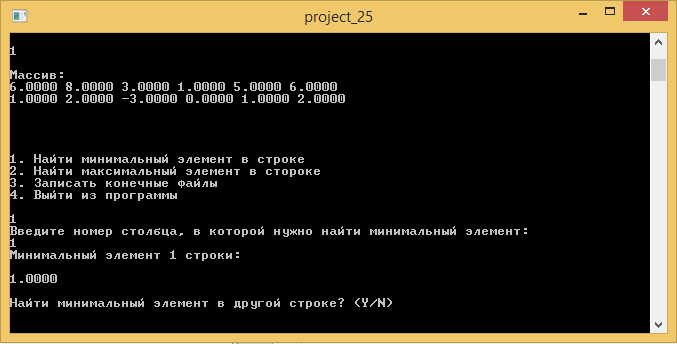 project_25
1
Массив:
6.0000 8.0000 3.0000 1.0000 5.0000 6.0000
1.0000 2.0000 -3.0000 0.0000 1.0000 2.0000
1. Найти минимальный элемент в строке
2. Найти максимальный элемент в стороке
3. Записать конечные файлы
4. Выйти из программы
1
Введите номер столбца, в которой нужно найти минимальный элемент:
1
Минимальный элемент 1 строки:
1.0000
Найти минимальный элемент в другой строке? (Y/N)